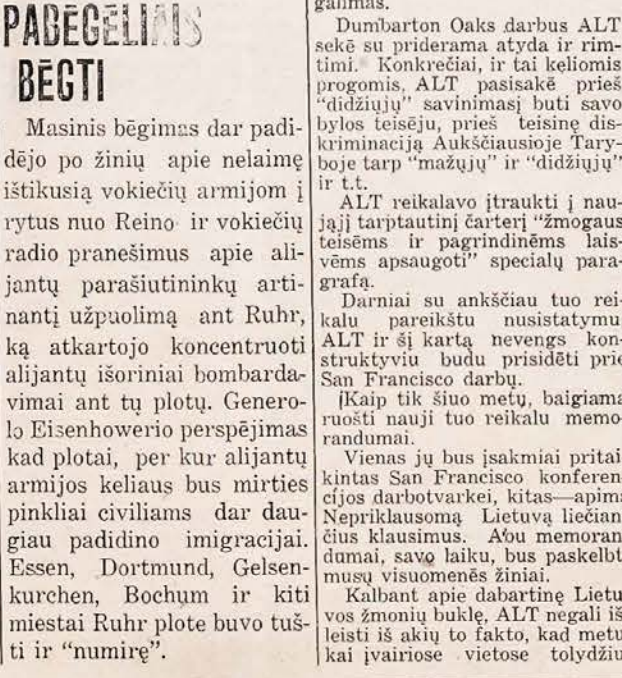 PABĖGĖLIAIS
BĖGTI
Masinis bėgimas dar padi-
dėjo po žinių apie nelaimę
ištikusią vokiečių armijom į
rytus nuo Reino ir vokiečių
radio pranešimus apie ali-
jantų parašiutininkų arti-
nantį užpuolimą ant Ruhr,
ką atkartojo koncentruoti
alijantų išoriniai bombarda-
vimai ant tų plotų. Genero-
lo Eisenhowerio perspėjimas
kad plotai, per kur alijantų
armijos keliaus bus mirties
pinkliai civiliams dar dau-
giau padidino imigracijai.
Essen, Dortmund, Gelsen-
kurchen, Bochum ir kiti
miestai Ruhr plote buvo tuš-
ti ir "numirę".
galimas.
Dumbarton Oaks darbus ALT
sekė su priderama atyda ir rim-
timi. Konkrečiai, ir tai keliomis
progomis, ALT pasisakė prieš
"didžiųjų" savinimasį buti savo
bylos teisėju, prieš teisinę dis-
kriminaciją Aukščiausioje Tary-
boje tarp "mažųjų" ir "didžiųjų"
ir t.t.
ALT reikalavo įtraukti į nau-
jąjį tarptautinį čarterį "žmogaus
teisėms ir pagrindinėms lais-
vėms apsaugoti" specialų para-
grafą.
Darniai su ankščiau tuo rei-
kalu pareikštu nusistatymu
ALT ir šį kartą nevengs kon-
struktyviu budu prisidėti prie
San Francisco darbų.
Kaip tik šiuo metų, baigiama
ruošti nauji tuo reikalu memo-
randumai.
Vienas jų bus įsakmiai pritai
kintas San Francisco konferen
cijos darbotvarkei, kitas—apima
Nepriklausomą Lietuvą liečian
čius klausimus. Abu memoran
dumai, savo laiku, bus paskelbt
musų visuomenės žiniai.
Kalbant apie dabartinę Lietu
vos žmonių buklę, ALT negali iš
leisti iš akių to fakto, kad metu
kai įvairiose vietose tolydžiu